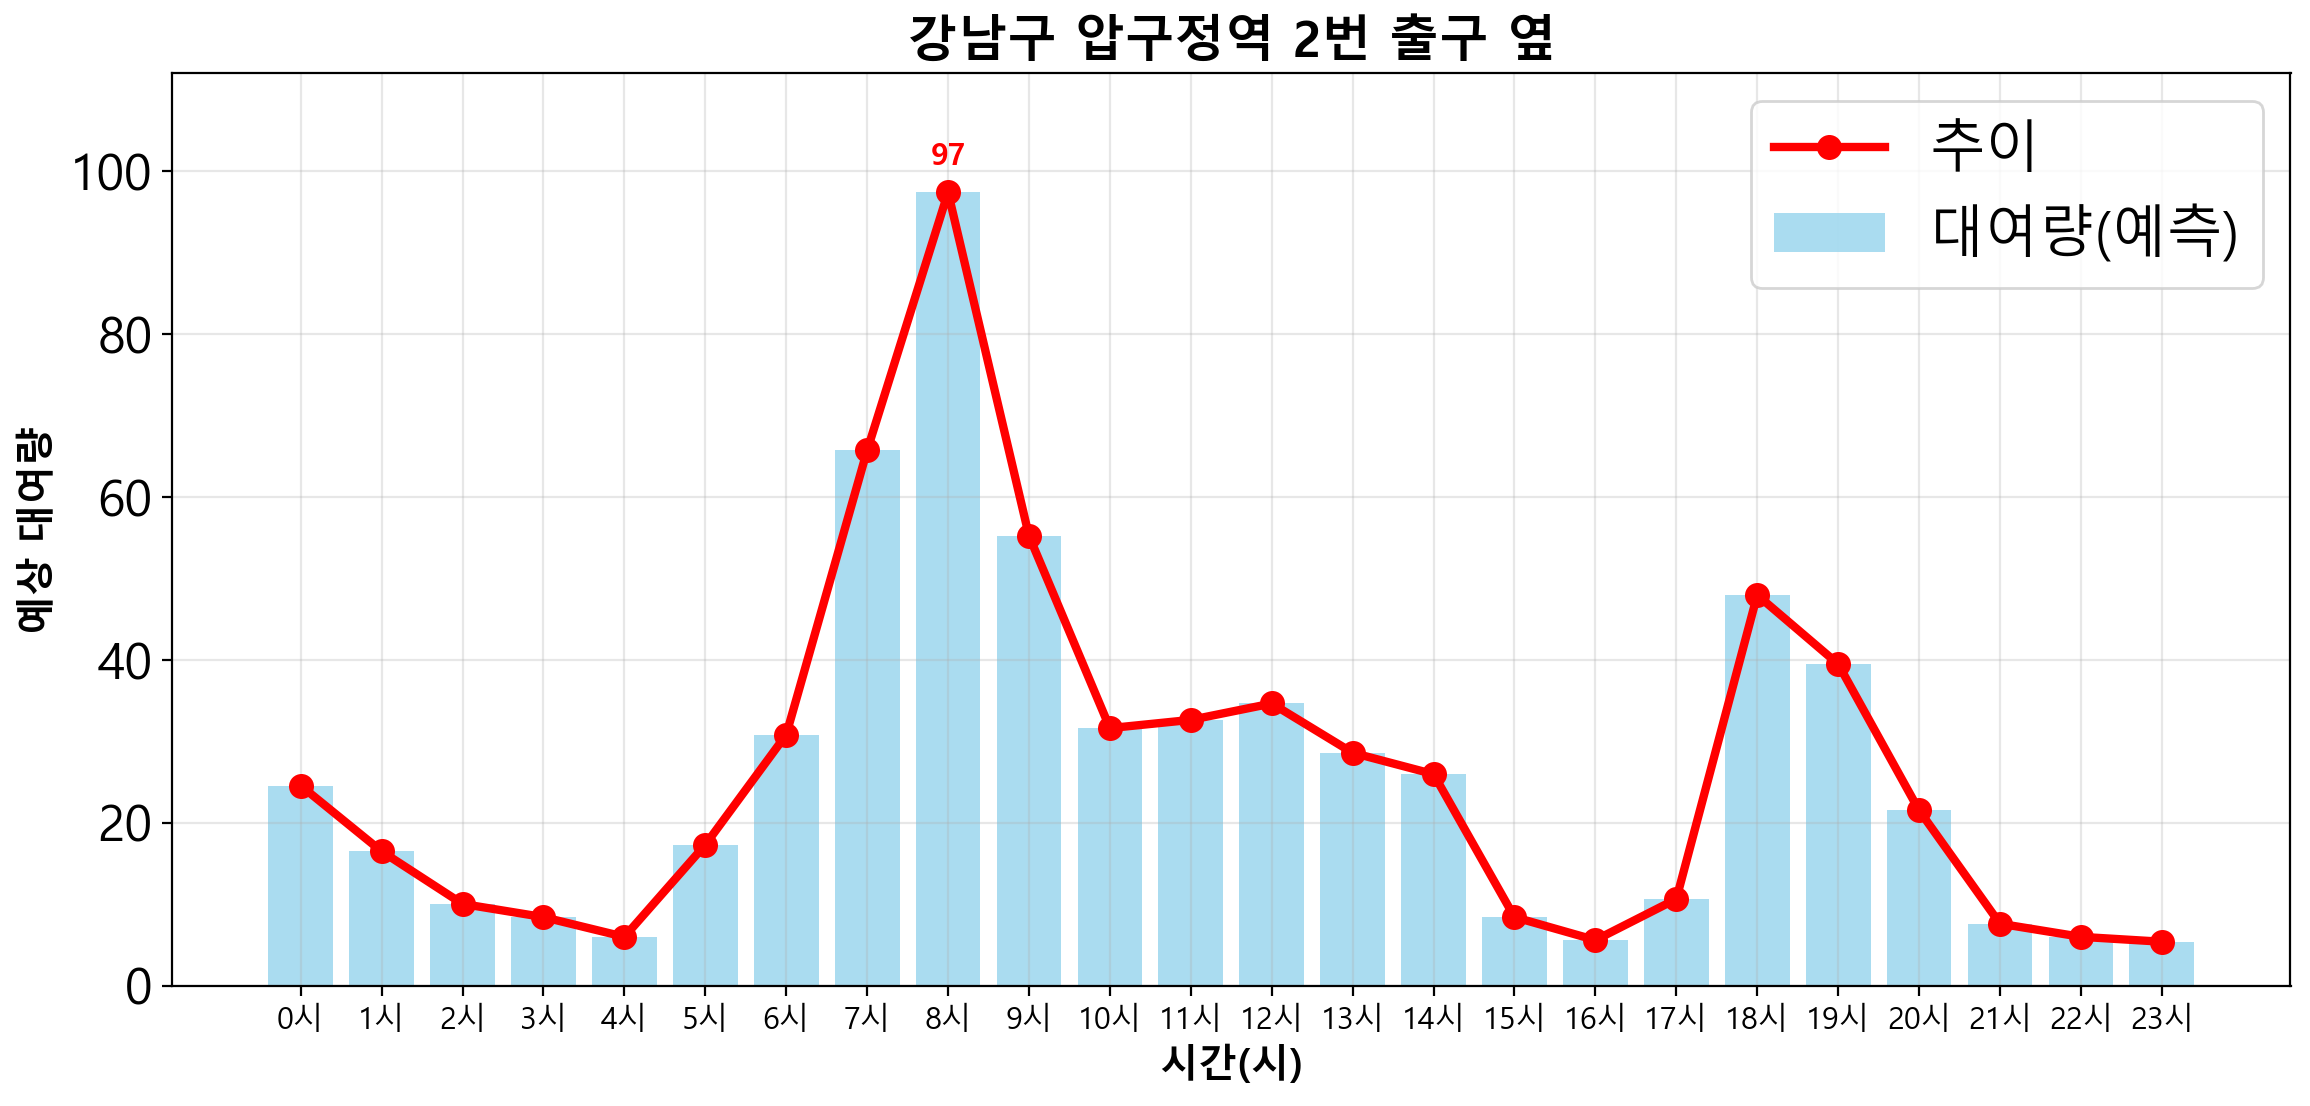 강남구 압구정역 2번 출구 옆
97
추이
대여량(예측)
예상 대여량
100
80
60
40
20
0
0시 1시 2시 3시 4시 5시 6시 7시 8시 9시 10시 11시 12시 13시 14시 15시 16시 17시 18시 19시 20시 21시 22시 23시
시간(시)